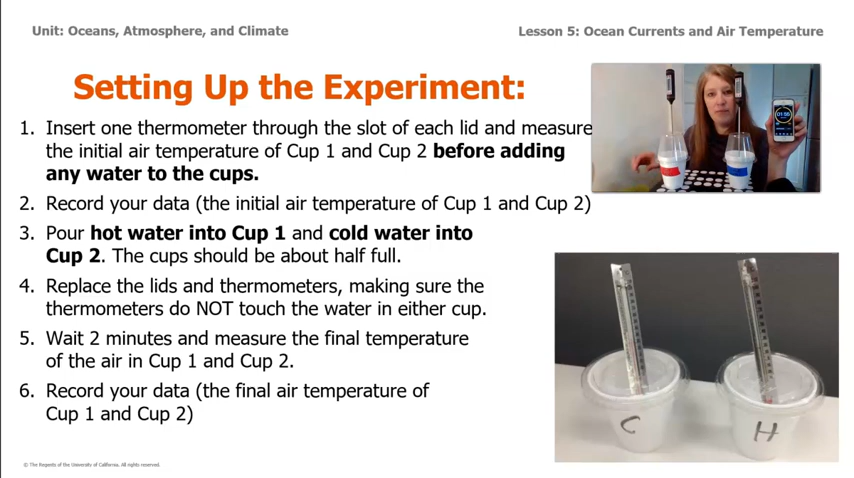 Unit: Oceans, Atmosphere, and Climate
Lesson 5: Ocean Currents and Air Temperature
Setting Up the Experiment:
1. Insert one thermometer through the slot of each lid and measure
the initial air temperature of Cup 1 and Cup 2 before adding
any water to the cups.
2. Record your data (the initial air temperature of Cup 1 and Cup 2)
3. Pour hot water into Cup 1 and cold water into
Cup 2. The cups should be about half full.
4. Replace the lids and thermometers, making sure the
thermometers do NOT touch the water in either cup.
5. Wait 2 minutes and measure the final temperature
of the air in Cup 1 and Cup 2.
6. Record your data (the final air temperature of
Cup 1 and Cup 2)
C
H
© The Regents of the University of California. All rights reserved.